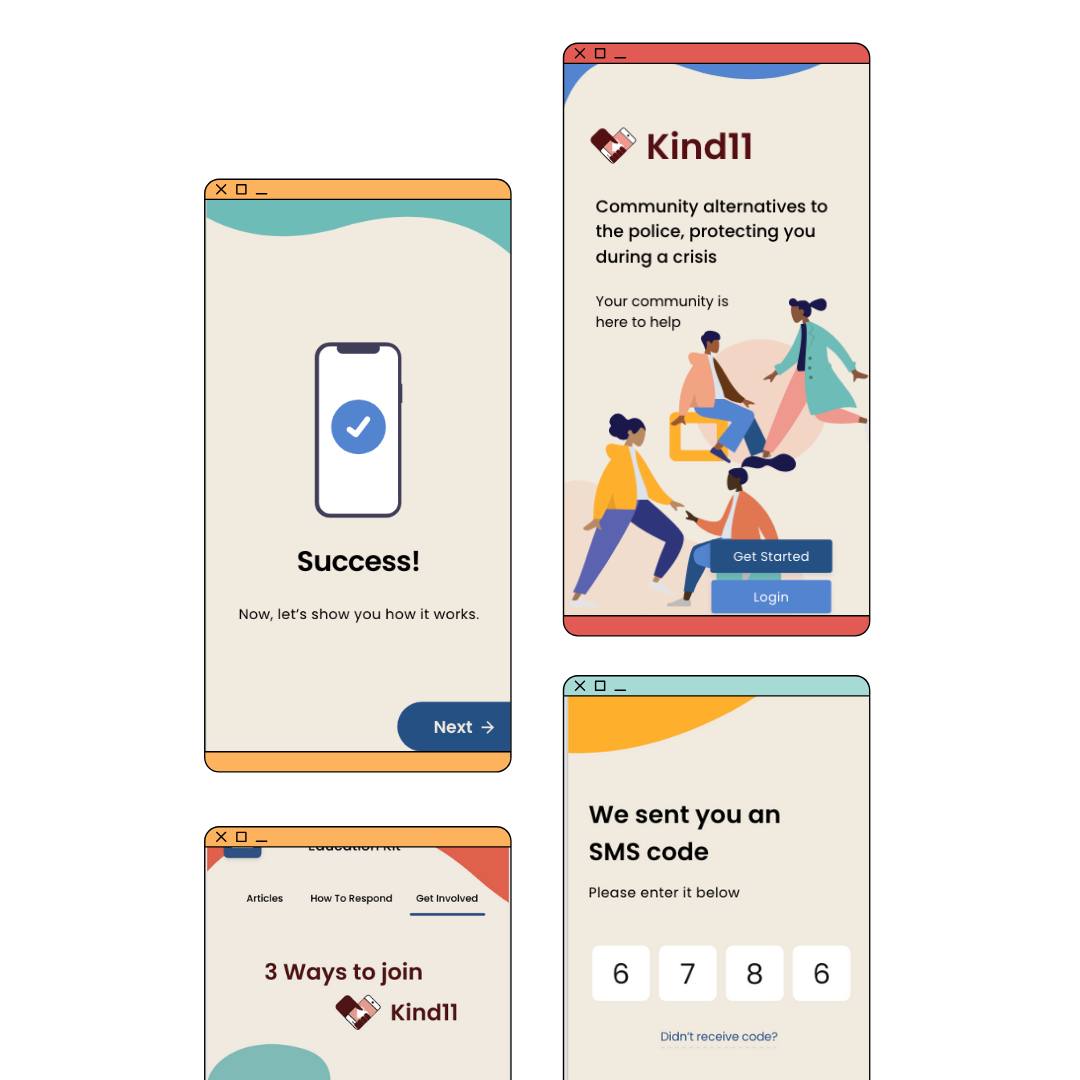 Success!
Now, let's show you how it works.
Next →
Kind11
Community alternatives to
the police, protecting you
during a crisis
Your community is
here to help
Get Started
Login
Education Kit
Articles
How To Respond
Get Involved
3 Ways to join
Kind11
We sent you an
SMS code
Please enter it below
6 7 8 6
Didn't receive code?